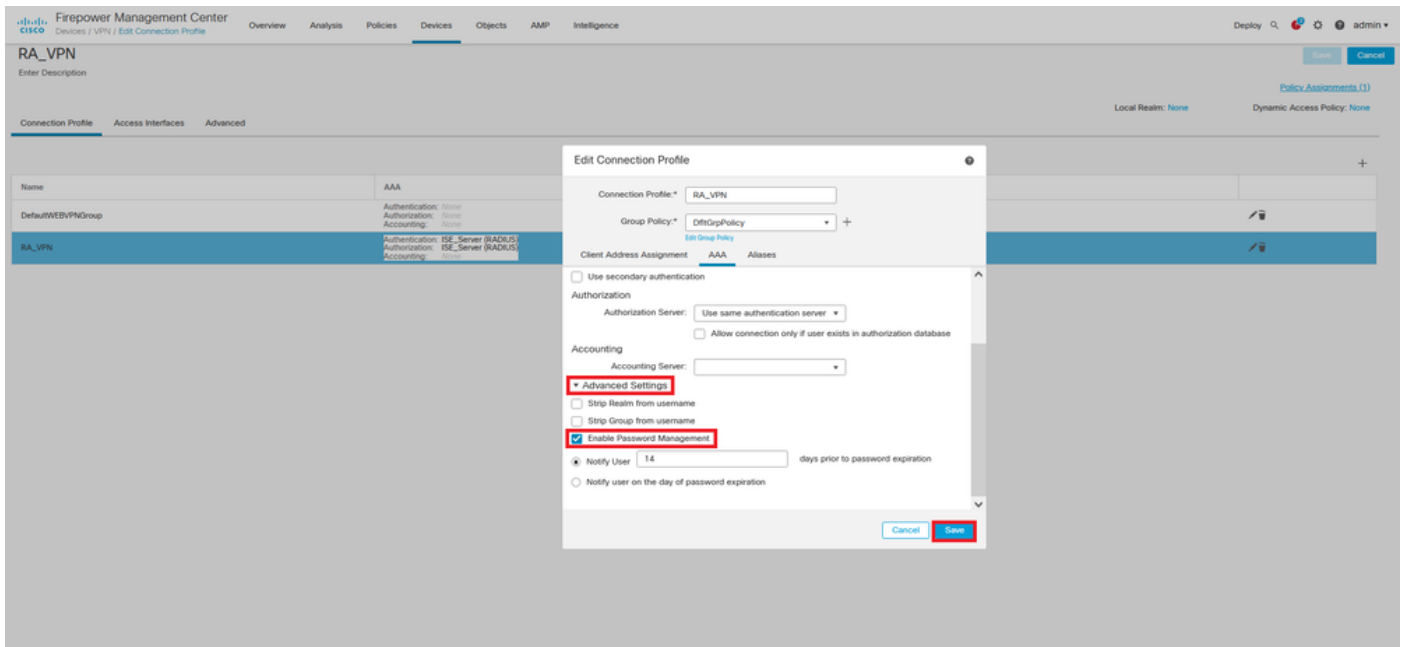 CISCO Firepower Management Center
Devices / VPN / Edit Connection Profile
Overview Analysis Policies Devices Objects AMP Intelligence Deploy admin
RA_VPN
Save Cancel
Enter Description
Policy Assignments (1)
Local Realm: None Dynamic Access Policy: None
Connection Profile Access Interfaces Advanced
Name AAA
DefaultWEBVPNGroup
Authentication: None
Authorization: None
Accounting: None
RA_VPN
Authentication: ISE_Server (RADIUS)
Authorization: ISE_Server (RADIUS)
Accounting: None
Edit Connection Profile
Connection Profile:* RA_VPN
Group Policy:* DfltGrpPolicy
Edit Group Policy
Client Address Assignment AAA Aliases
Use secondary authentication
Authorization
Authorization Server: Use same authentication server
Allow connection only if user exists in authorization database
Accounting
Accounting Server:
Advanced Settings
Strip Realm from username
Strip Group from username
Enable Password Management
Notify User 14 days prior to password expiration
Notify user on the day of password expiration
Cancel Save